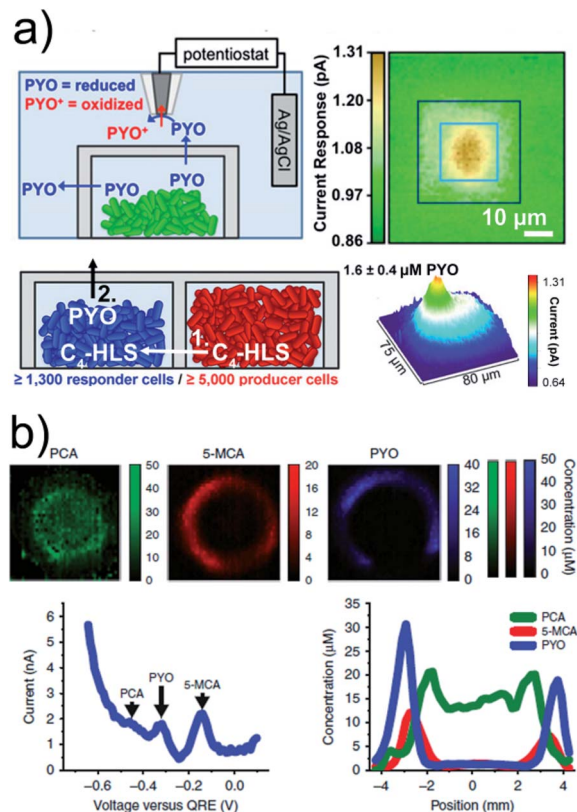 a)
potentiostat
PYO = reduced
PYO⁺ = oxidized
PYO⁺
PYO
Ag/AgCl
PYO
PYO
PYO
Current Response (pA)
1.31
1.20
1.08
0.97
0.86
10 μm
2.
PYO
1.
C₄-HLS
C₄-HLS
≥ 1,300 responder cells / ≥ 5,000 producer cells
1.6 ± 0.4 μM PYO
75 μm
80 μm
1.31
Current (pA)
0.64
b)
PCA
5-MCA
PYO
50
40
30
20
10
0
20
16
12
8
4
0
40
32
24
16
8
0
Concentration (μM)
50
40
30
20
10
0
Current (nA)
6
5
4
3
2
1
0
PCA
PYO
5-MCA
−0.6
−0.4
−0.2
0.0
Voltage versus QRE (V)
Concentration (μM)
35
30
25
20
15
10
5
0
PCA
5-MCA
PYO
−4
−2
0
2
4
Position (mm)